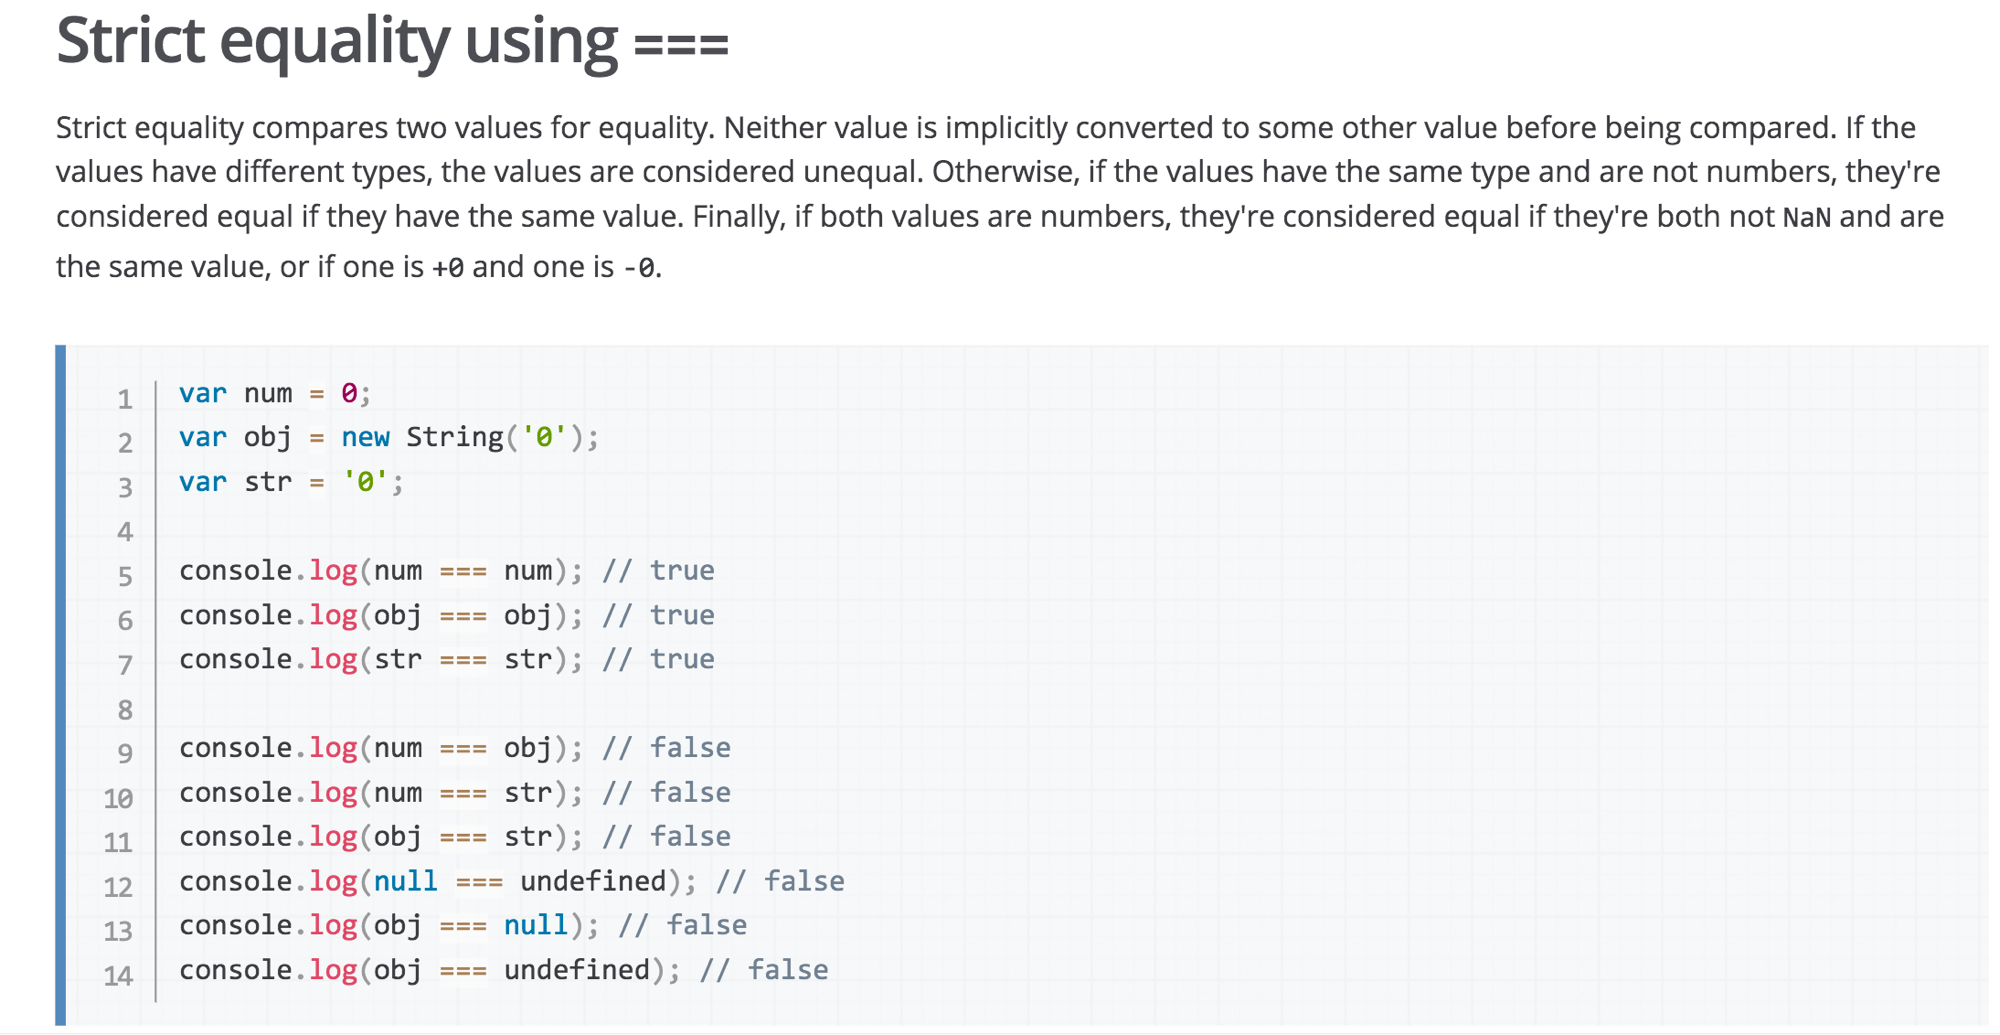 Strict equality using ===
Strict equality compares two values for equality. Neither value is implicitly converted to some other value before being compared. If the
values have different types, the values are considered unequal. Otherwise, if the values have the same type and are not numbers, they're
considered equal if they have the same value. Finally, if both values are numbers, they're considered equal if they're both not NaN and are
the same value, or if one is +0 and one is -0.
1 var num = 0;
2 var obj = new String('0');
3 var str = '0';
4
5 console.log(num === num); // true
6 console.log(obj === obj); // true
7 console.log(str === str); // true
8
9 console.log(num === obj); // false
10 console.log(num === str); // false
11 console.log(obj === str); // false
12 console.log(null === undefined); // false
13 console.log(obj === null); // false
14 console.log(obj === undefined); // false